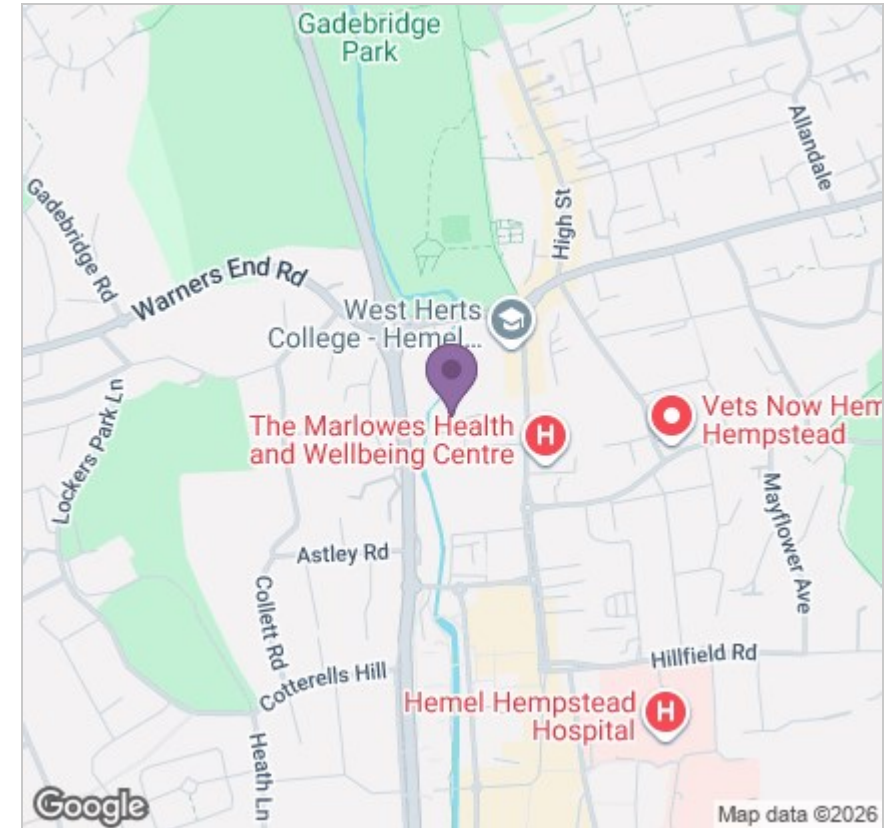 Gadebridge
Park
Allandale
Gadebridge Rd
High St
Warners End Rd
West Herts
College - Hemel...
Vets Now Hem
Hempstead
The Marlowes Health
and Wellbeing Centre
H
Lockers Park Ln
Mayflower Ave
Astley Rd
Collett Rd
Hillfield Rd
Cotterells Hill
Hemel Hempstead
Hospital
H
Heath Ln
Google
Map data ©2026